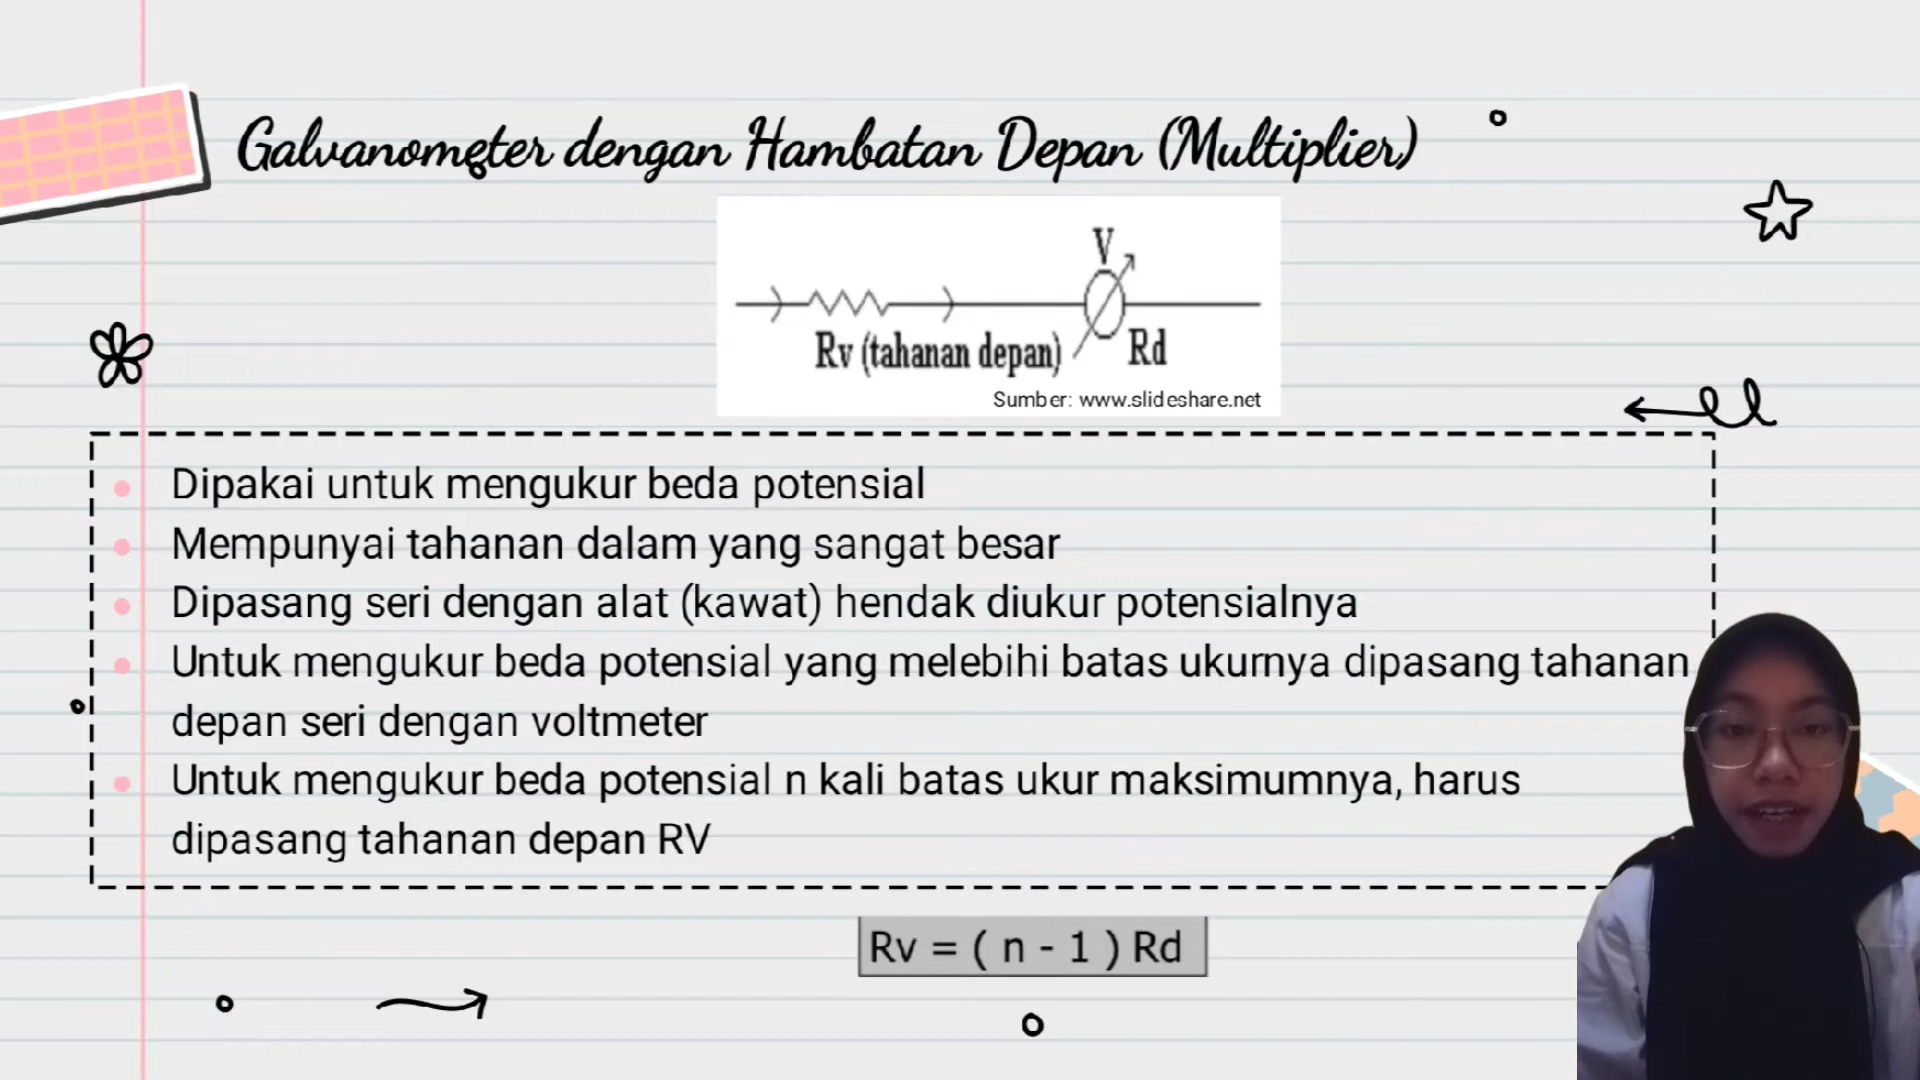 Galvanometer dengan Hambatan Depan (Multiplier)
V
Rv (tahanan depan)
Rd
Sumber: www.slideshare.net
Dipakai untuk mengukur beda potensial
Mempunyai tahanan dalam yang sangat besar
Dipasang seri dengan alat (kawat) hendak diukur potensialnya
Untuk mengukur beda potensial yang melebihi batas ukurnya dipasang tahanan
depan seri dengan voltmeter
Untuk mengukur beda potensial n kali batas ukur maksimumnya, harus
dipasang tahanan depan RV
Rv = ( n - 1 ) Rd